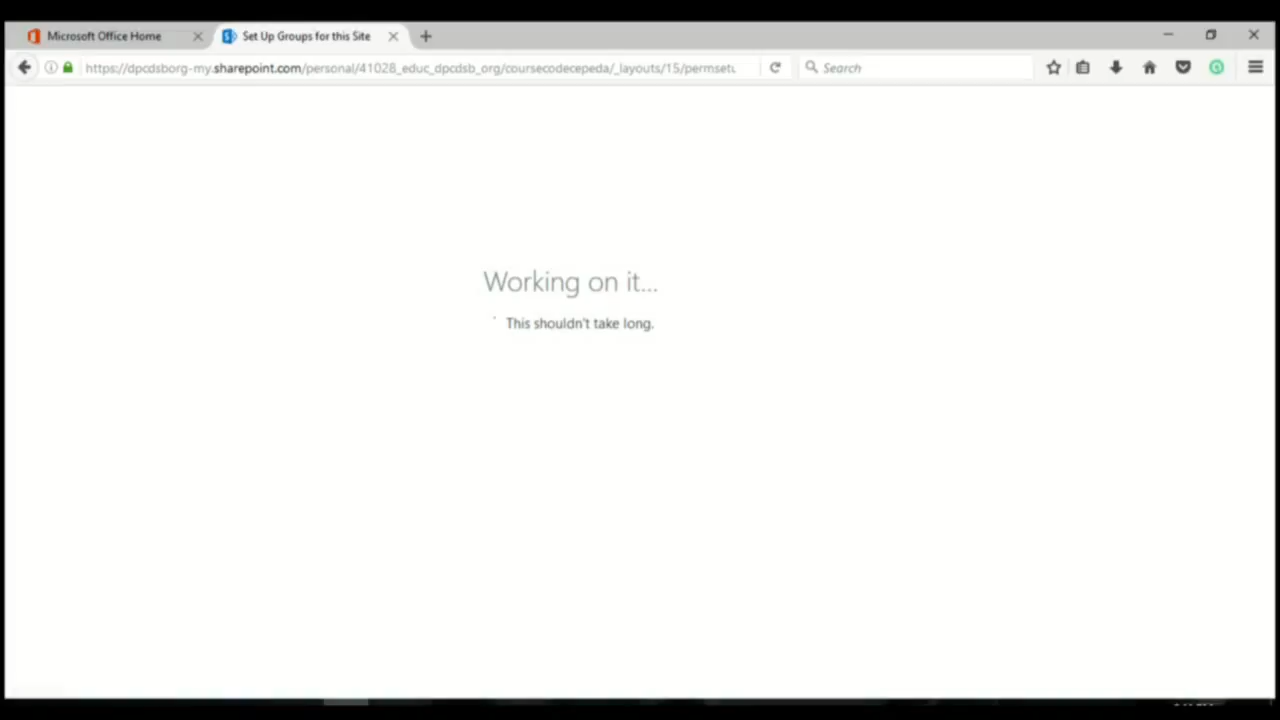 Microsoft Office Home
Set Up Groups for this Site
https://dpcdsborg-my.sharepoint.com/personal/41028_educ_dpcdsb_org/coursecodecepeda/_layouts/15/permsetu
Search
Working on it...
This shouldn't take long.